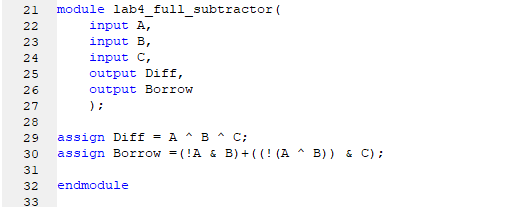 21 module lab4_full_subtractor(
22 input A,
23 input B,
24 input C,
25 output Diff,
26 output Borrow
27 );
28
29 assign Diff = A ^ B ^ C;
30 assign Borrow =(!A & B)+((!(A ^ B)) & C);
31
32 endmodule
33